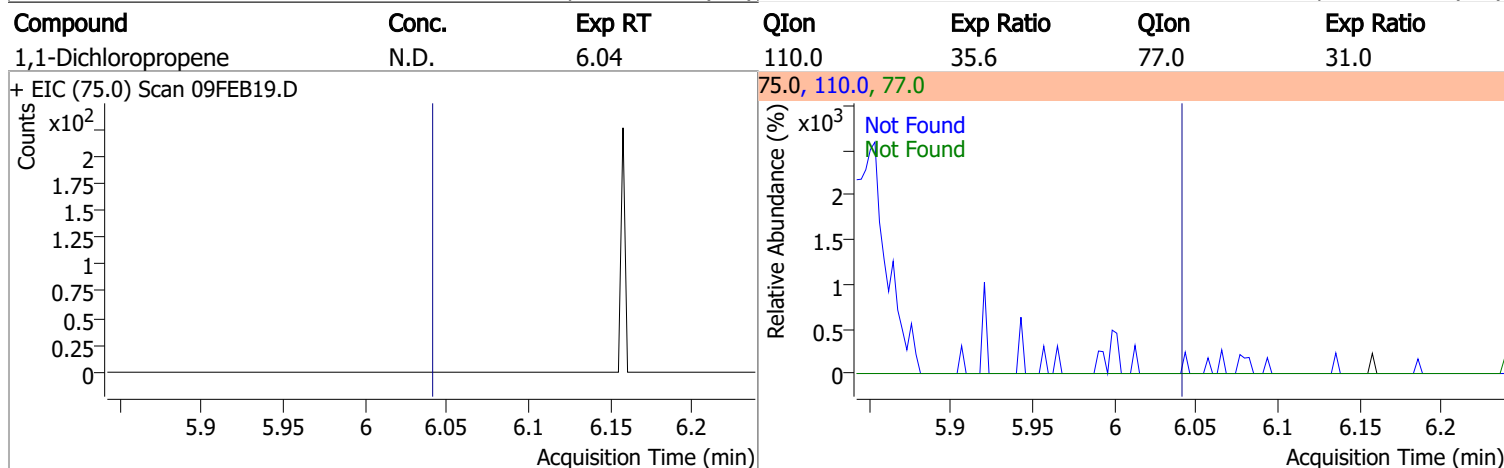 Compound Conc. Exp RT QIon Exp Ratio QIon Exp Ratio
1,1-Dichloropropene N.D. 6.04 110.0 35.6 77.0 31.0
+ EIC (75.0) Scan 09FEB19.D
75.0, 110.0, 77.0
Counts
x10²
2
1.75
1.5
1.25
1
0.75
0.5
0.25
0
5.9 5.95 6 6.05 6.1 6.15 6.2
Acquisition Time (min)
Relative Abundance (%)
x10³
Not Found
Not Found
2
1.5
1
0.5
0
5.9 5.95 6 6.05 6.1 6.15 6.2
Acquisition Time (min)